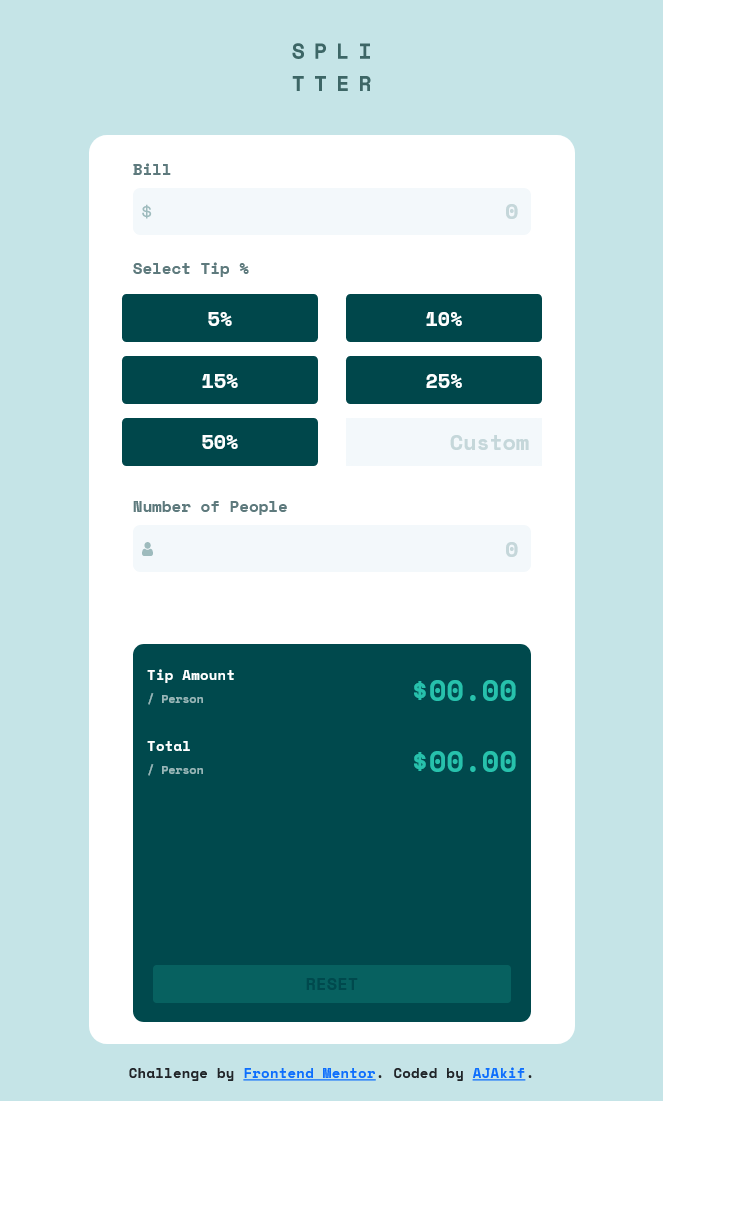 SPLI
TTER
Bill
$ 0
Select Tip %
5% 10%
15% 25%
50% Custom
Number of People
0
Tip Amount
/ Person
$00.00
Total
/ Person
$00.00
RESET
Challenge by Frontend Mentor. Coded by AJAkif.